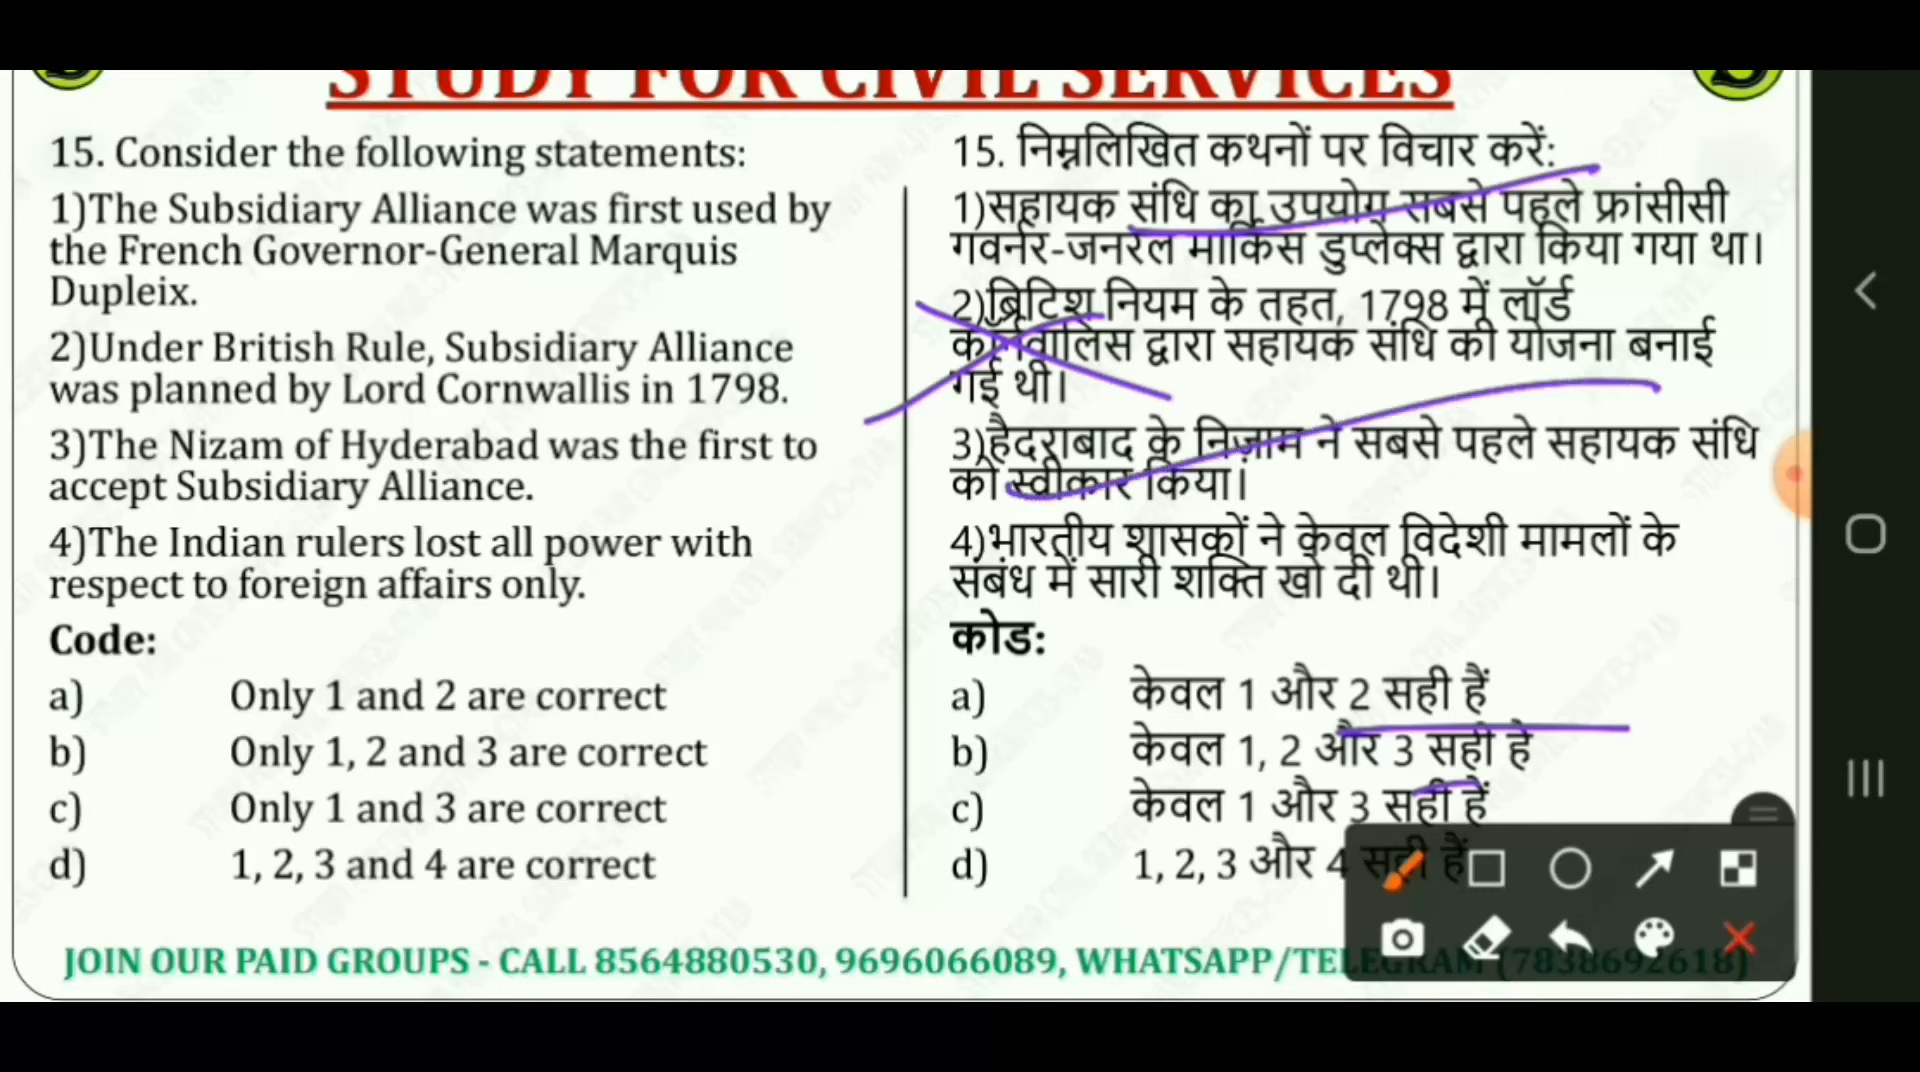 STUDY FOR CIVIL SERVICES
15. Consider the following statements:
1)The Subsidiary Alliance was first used by
the French Governor-General Marquis
Dupleix.
2)Under British Rule, Subsidiary Alliance
was planned by Lord Cornwallis in 1798.
3)The Nizam of Hyderabad was the first to
accept Subsidiary Alliance.
4)The Indian rulers lost all power with
respect to foreign affairs only.
Code:
a) Only 1 and 2 are correct
b) Only 1, 2 and 3 are correct
c) Only 1 and 3 are correct
d) 1, 2, 3 and 4 are correct
15. निम्नलिखित कथनों पर विचार करें:
1)सहायक संधि का उपयोग सबसे पहले फ्रांसीसी
गवर्नर-जनरल मार्किस डुप्लेक्स द्वारा किया गया था।
2)ब्रिटिश नियम के तहत, 1798 में लॉर्ड
कॉर्नवॉलिस द्वारा सहायक संधि की योजना बनाई
गई थी।
3)हैदराबाद के निज़ाम ने सबसे पहले सहायक संधि
को स्वीकार किया।
4)भारतीय शासकों ने केवल विदेशी मामलों के
संबंध में सारी शक्ति खो दी थी।
कोड:
a) केवल 1 और 2 सही हैं
b) केवल 1, 2 और 3 सही हैं
c) केवल 1 और 3 सही हैं
d) 1, 2, 3 और 4 सही हैं
JOIN OUR PAID GROUPS - CALL 8564880530, 9696066089, WHATSAPP/TELEGRAM (7838692618)